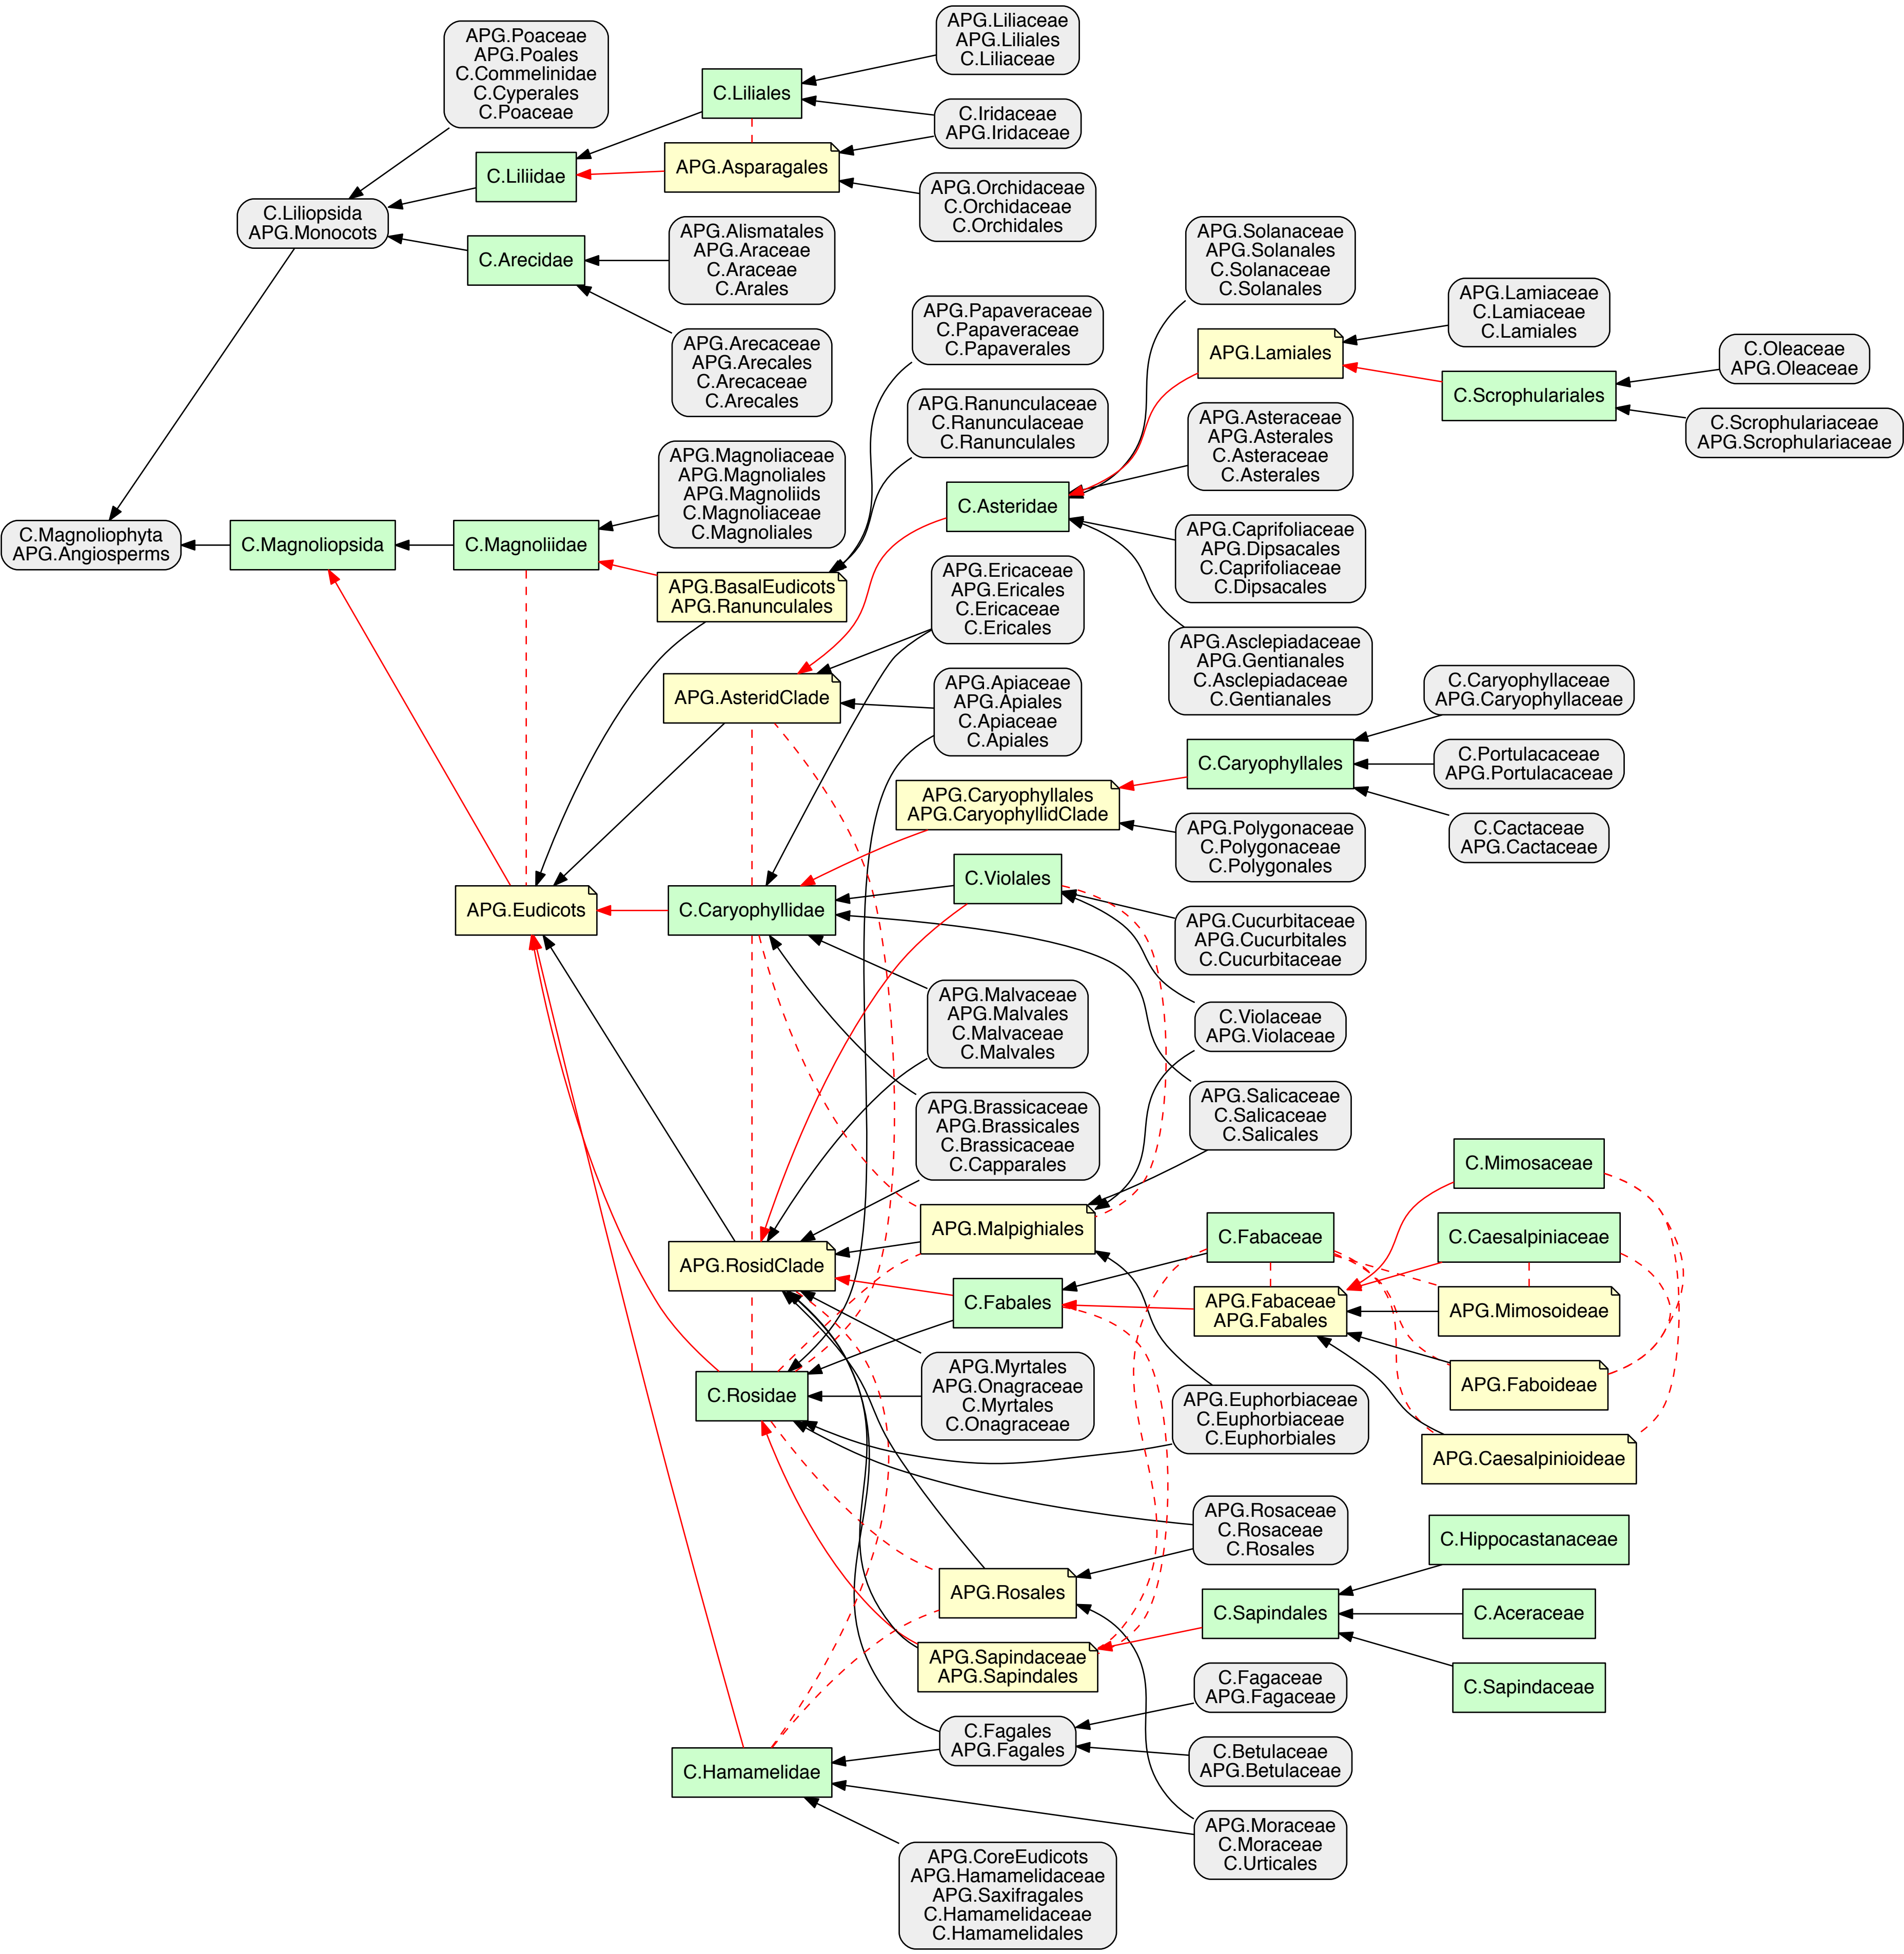 APG.Poaceae
APG.Poales
C.Commelinidae
C.Cyperales
C.Poaceae
C.Liliales
APG.Liliaceae
APG.Liliales
C.Liliaceae
C.Iridaceae
APG.Iridaceae
C.Liliidae
APG.Asparagales
APG.Orchidaceae
C.Orchidaceae
C.Orchidales
C.Liliopsida
APG.Monocots
C.Arecidae
APG.Alismatales
APG.Araceae
C.Araceae
C.Arales
APG.Arecaceae
APG.Arecales
C.Arecaceae
C.Arecales
APG.Solanaceae
APG.Solanales
C.Solanaceae
C.Solanales
APG.Papaveraceae
C.Papaveraceae
C.Papaverales
APG.Lamiales
APG.Lamiaceae
C.Lamiaceae
C.Lamiales
C.Oleaceae
APG.Oleaceae
C.Scrophulariales
C.Scrophulariaceae
APG.Scrophulariaceae
APG.Ranunculaceae
C.Ranunculaceae
C.Ranunculales
APG.Asteraceae
APG.Asterales
C.Asteraceae
C.Asterales
APG.Magnoliaceae
APG.Magnoliales
APG.Magnoliids
C.Magnoliaceae
C.Magnoliales
C.Asteridae
C.Magnoliophyta
APG.Angiosperms
C.Magnoliopsida
C.Magnoliidae
APG.Caprifoliaceae
APG.Dipsacales
C.Caprifoliaceae
C.Dipsacales
APG.BasalEudicots
APG.Ranunculales
APG.Ericaceae
APG.Ericales
C.Ericaceae
C.Ericales
APG.Asclepiadaceae
APG.Gentianales
C.Asclepiadaceae
C.Gentianales
APG.AsteridClade
APG.Apiaceae
APG.Apiales
C.Apiaceae
C.Apiales
C.Caryophyllaceae
APG.Caryophyllaceae
C.Caryophyllales
C.Portulacaceae
APG.Portulacaceae
APG.Caryophyllales
APG.CaryophyllidClade
APG.Polygonaceae
C.Polygonaceae
C.Polygonales
C.Cactaceae
APG.Cactaceae
C.Violales
APG.Eudicots
C.Caryophyllidae
APG.Cucurbitaceae
APG.Cucurbitales
C.Cucurbitaceae
APG.Malvaceae
APG.Malvales
C.Malvaceae
C.Malvales
C.Violaceae
APG.Violaceae
APG.Brassicaceae
APG.Brassicales
C.Brassicaceae
C.Capparales
APG.Salicaceae
C.Salicaceae
C.Salicales
C.Mimosaceae
APG.Malpighiales
C.Fabaceae
C.Caesalpiniaceae
APG.RosidClade
C.Fabales
APG.Fabaceae
APG.Fabales
APG.Mimosoideae
C.Rosidae
APG.Myrtales
APG.Onagraceae
C.Myrtales
C.Onagraceae
APG.Faboideae
APG.Euphorbiaceae
C.Euphorbiaceae
C.Euphorbiales
APG.Caesalpinioideae
APG.Rosaceae
C.Rosaceae
C.Rosales
C.Hippocastanaceae
APG.Rosales
C.Sapindales
C.Aceraceae
APG.Sapindaceae
APG.Sapindales
C.Sapindaceae
C.Fagaceae
APG.Fagaceae
C.Fagales
APG.Fagales
C.Betulaceae
APG.Betulaceae
C.Hamamelidae
APG.Moraceae
C.Moraceae
C.Urticales
APG.CoreEudicots
APG.Hamamelidaceae
APG.Saxifragales
C.Hamamelidaceae
C.Hamamelidales